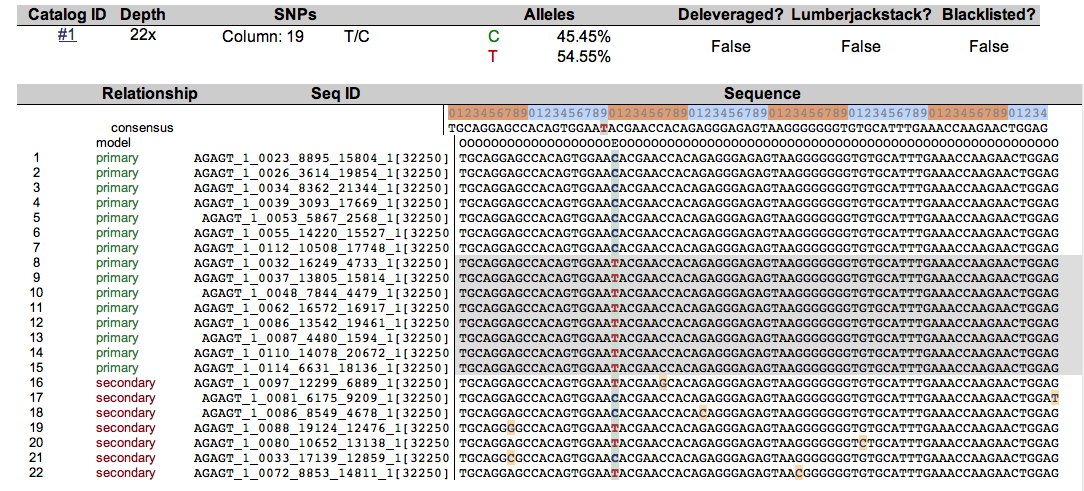 Catalog ID Depth SNPs Alleles Deleveraged? Lumberjackstack? Blacklisted?
#1 22x Column: 19 T/C C 45.45% False False False
T 54.55%
Relationship Seq ID Sequence
012345678901234567890123456789012345678901234567890123456789012345678901234
consensus TGCAGGAGCCACAGTGGAATACGAACCACAGAGGGAGAGTAAGGGGGGGTGTGCATTTGAAACCAAGAACTGGAG
model OOOOOOOOOOOOOOOOOOOEOOOOOOOOOOOOOOOOOOOOOOOOOOOOOOOOOOOOOOOOOOOOOOOOOOOOOOO
1 primary AGAGT_1_0023_8895_15804_1[32250] TGCAGGAGCCACAGTGGAACACGAACCACAGAGGGAGAGTAAGGGGGGGTGTGCATTTGAAACCAAGAACTGGAG
2 primary AGAGT_1_0026_3614_19854_1[32250] TGCAGGAGCCACAGTGGAACACGAACCACAGAGGGAGAGTAAGGGGGGGTGTGCATTTGAAACCAAGAACTGGAG
3 primary AGAGT_1_0034_8362_21344_1[32250] TGCAGGAGCCACAGTGGAACACGAACCACAGAGGGAGAGTAAGGGGGGGTGTGCATTTGAAACCAAGAACTGGAG
4 primary AGAGT_1_0039_3093_17669_1[32250] TGCAGGAGCCACAGTGGAACACGAACCACAGAGGGAGAGTAAGGGGGGGTGTGCATTTGAAACCAAGAACTGGAG
5 primary AGAGT_1_0053_5867_2568_1[32250] TGCAGGAGCCACAGTGGAACACGAACCACAGAGGGAGAGTAAGGGGGGGTGTGCATTTGAAACCAAGAACTGGAG
6 primary AGAGT_1_0055_14220_15527_1[32250] TGCAGGAGCCACAGTGGAACACGAACCACAGAGGGAGAGTAAGGGGGGGTGTGCATTTGAAACCAAGAACTGGAG
7 primary AGAGT_1_0112_10508_17748_1[32250] TGCAGGAGCCACAGTGGAACACGAACCACAGAGGGAGAGTAAGGGGGGGTGTGCATTTGAAACCAAGAACTGGAG
8 primary AGAGT_1_0032_16249_4733_1[32250] TGCAGGAGCCACAGTGGAATACGAACCACAGAGGGAGAGTAAGGGGGGGTGTGCATTTGAAACCAAGAACTGGAG
9 primary AGAGT_1_0037_13805_15814_1[32250] TGCAGGAGCCACAGTGGAATACGAACCACAGAGGGAGAGTAAGGGGGGGTGTGCATTTGAAACCAAGAACTGGAG
10 primary AGAGT_1_0048_7844_4479_1[32250] TGCAGGAGCCACAGTGGAATACGAACCACAGAGGGAGAGTAAGGGGGGGTGTGCATTTGAAACCAAGAACTGGAG
11 primary AGAGT_1_0062_16572_16917_1[32250] TGCAGGAGCCACAGTGGAATACGAACCACAGAGGGAGAGTAAGGGGGGGTGTGCATTTGAAACCAAGAACTGGAG
12 primary AGAGT_1_0086_13542_19461_1[32250] TGCAGGAGCCACAGTGGAATACGAACCACAGAGGGAGAGTAAGGGGGGGTGTGCATTTGAAACCAAGAACTGGAG
13 primary AGAGT_1_0087_4480_1594_1[32250] TGCAGGAGCCACAGTGGAATACGAACCACAGAGGGAGAGTAAGGGGGGGTGTGCATTTGAAACCAAGAACTGGAG
14 primary AGAGT_1_0110_14078_20672_1[32250] TGCAGGAGCCACAGTGGAATACGAACCACAGAGGGAGAGTAAGGGGGGGTGTGCATTTGAAACCAAGAACTGGAG
15 primary AGAGT_1_0114_6631_18136_1[32250] TGCAGGAGCCACAGTGGAATACGAACCACAGAGGGAGAGTAAGGGGGGGTGTGCATTTGAAACCAAGAACTGGAG
16 secondary AGAGT_1_0097_12299_6889_1[32250] TGCAGGAGCCACAGTGGAATACGAAGCACAGAGGGAGAGTAAGGGGGGGTGTGCATTTGAAACCAAGAACTGGAG
17 secondary AGAGT_1_0081_6175_9209_1[32250] TGCAGGAGCCACAGTGGAACACGAACCACAGAGGGAGAGTAAGGGGGGGTGTGCATTTGAAACCAAGAACTGGAT
18 secondary AGAGT_1_0086_8549_4678_1[32250] TGCAGGAGCCACAGTGGAACACGAACCACACAGGGAGAGTAAGGGGGGGTGTGCATTTGAAACCAAGAACTGGAG
19 secondary AGAGT_1_0088_19124_12476_1[32250] TGCAGGGGCCACAGTGGAATACGAACCACAGAGGGAGAGTAAGGGGGGGTGTGCATTTGAAACCAAGAACTGGAG
20 secondary AGAGT_1_0080_10652_13138_1[32250] TGCAGGAGCCACAGTGGAATACGAACCACAGAGGGAGAGTAAGGGGGGGTCTGCATTTGAAACCAAGAACTGGAG
21 secondary AGAGT_1_0033_17139_12859_1[32250] TGCAGGCGCCACAGTGGAACACGAACCACAGAGGGAGAGTAAGGGGGGGTGTGCATTTGAAACCAAGAACTGGAG
22 secondary AGAGT_1_0072_8853_14811_1[32250] TGCAGGAGCCACAGTGGAATACGAACCACAGAGGGAGAGTAACGGGGGGTGTGCATTTGAAACCAAGAACTGGAG